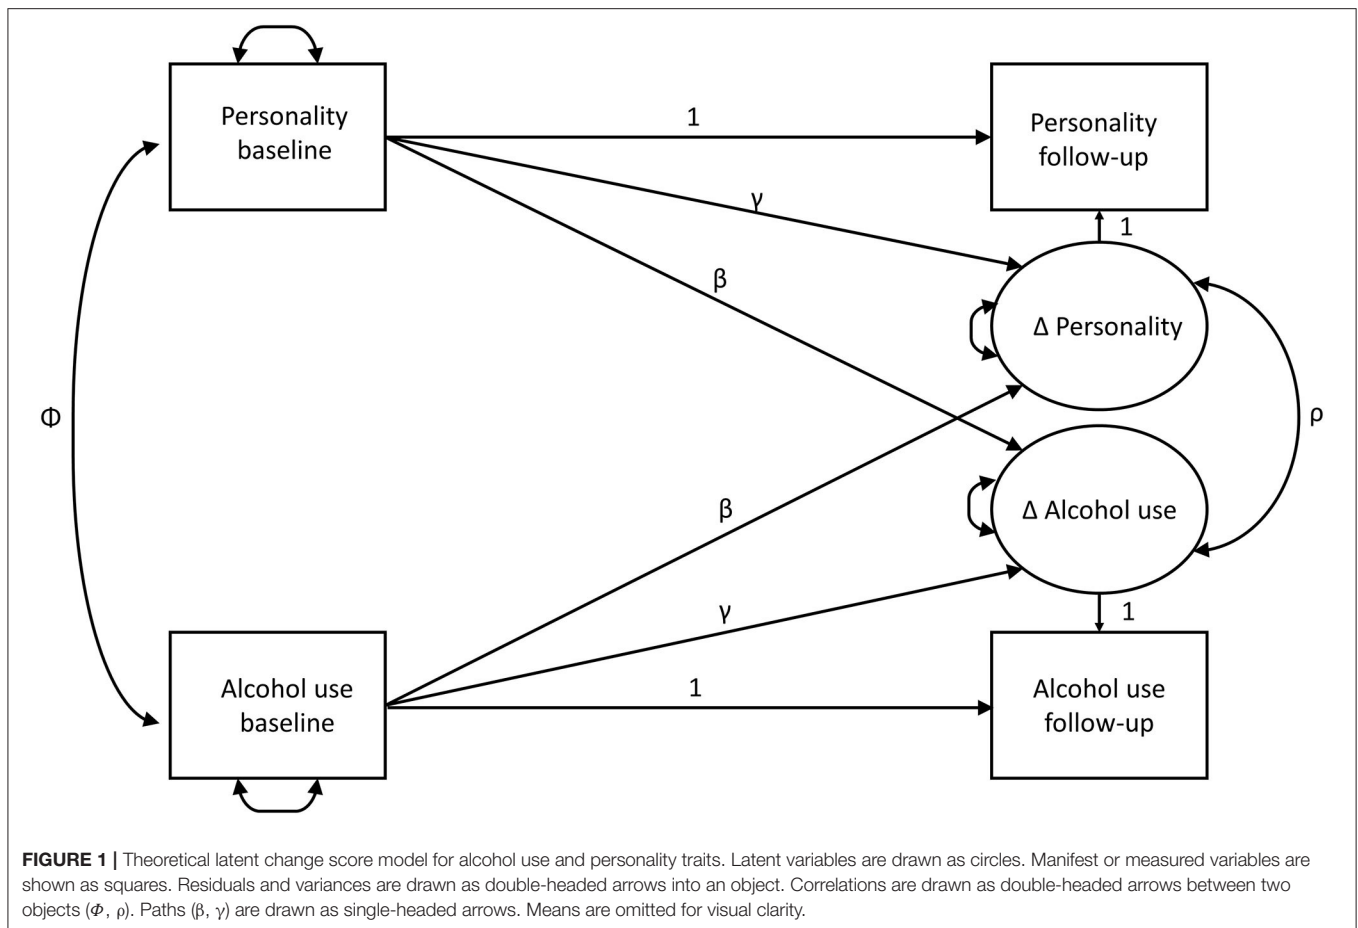 Personality
baseline
1
Personality
follow-up
γ
1
β
Δ Personality
Φ
ρ
β
Δ Alcohol use
γ
1
Alcohol use
baseline
1
Alcohol use
follow-up
FIGURE 1 | Theoretical latent change score model for alcohol use and personality traits. Latent variables are drawn as circles. Manifest or measured variables are
shown as squares. Residuals and variances are drawn as double-headed arrows into an object. Correlations are drawn as double-headed arrows between two
objects (Φ, ρ). Paths (β, γ) are drawn as single-headed arrows. Means are omitted for visual clarity.